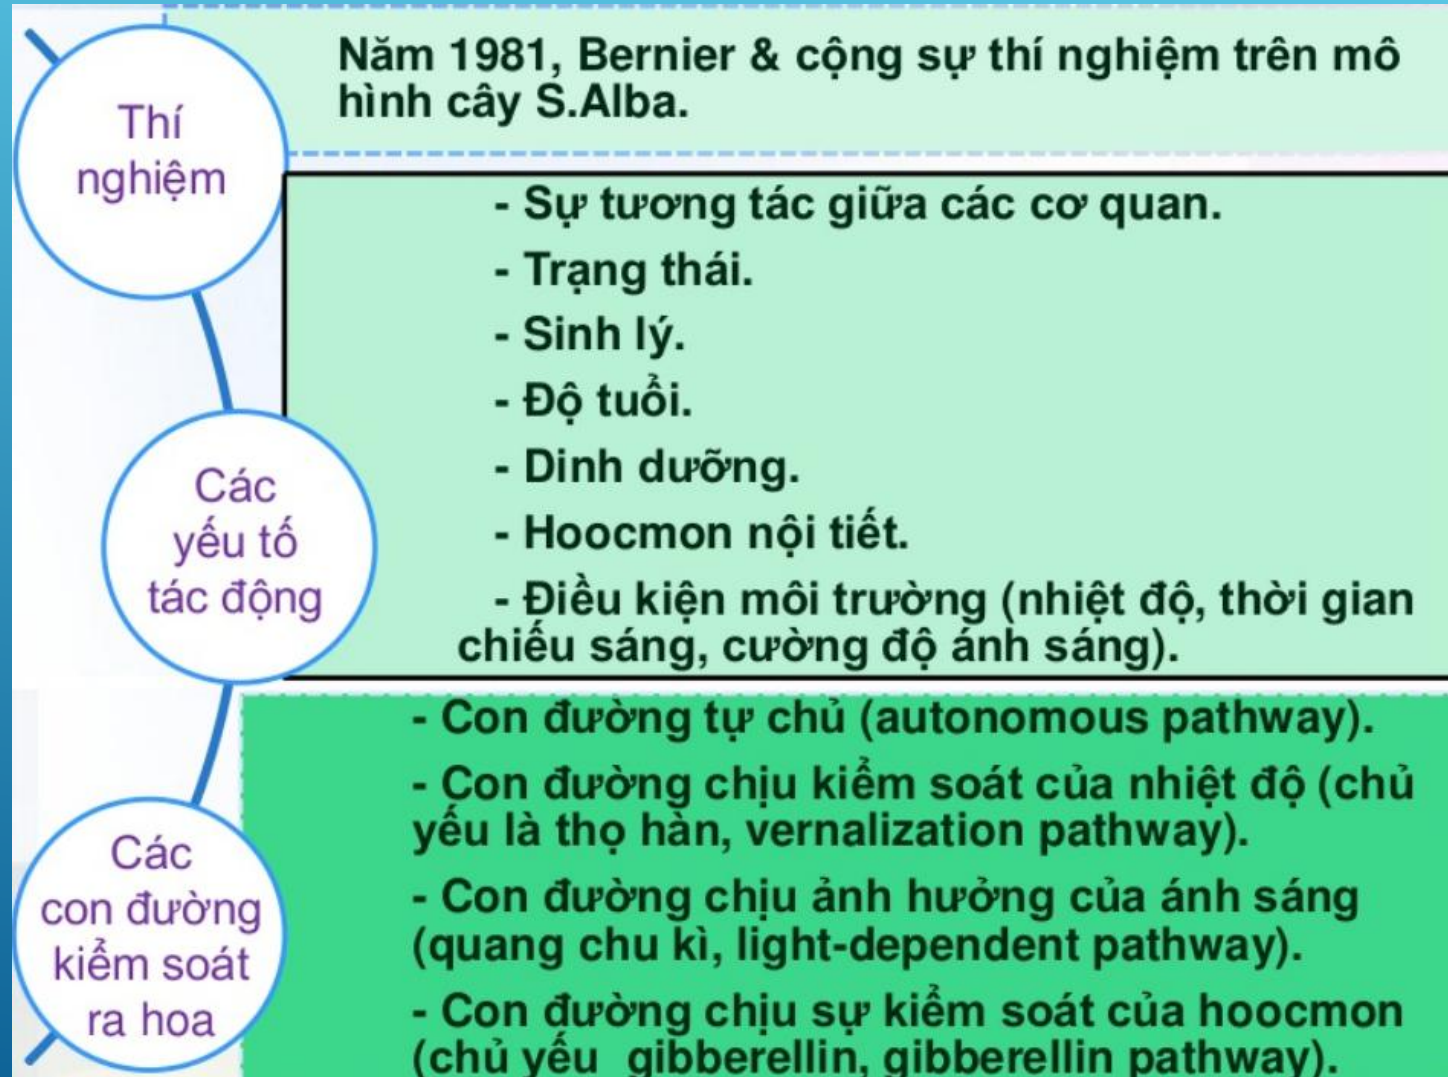 Thí
nghiệm
Năm 1981, Bernier & cộng sự thí nghiệm trên mô
hình cây S.Alba.
Các
yếu tố
tác động
- Sự tương tác giữa các cơ quan.
- Trạng thái.
- Sinh lý.
- Độ tuổi.
- Dinh dưỡng.
- Hoocmon nội tiết.
- Điều kiện môi trường (nhiệt độ, thời gian
chiếu sáng, cường độ ánh sáng).
Các
con đường
kiểm soát
ra hoa
- Con đường tự chủ (autonomous pathway).
- Con đường chịu kiểm soát của nhiệt độ (chủ
yếu là thọ hàn, vernalization pathway).
- Con đường chịu ảnh hưởng của ánh sáng
(quang chu kì, light-dependent pathway).
- Con đường chịu sự kiểm soát của hoocmon
(chủ yếu gibberellin, gibberellin pathway).